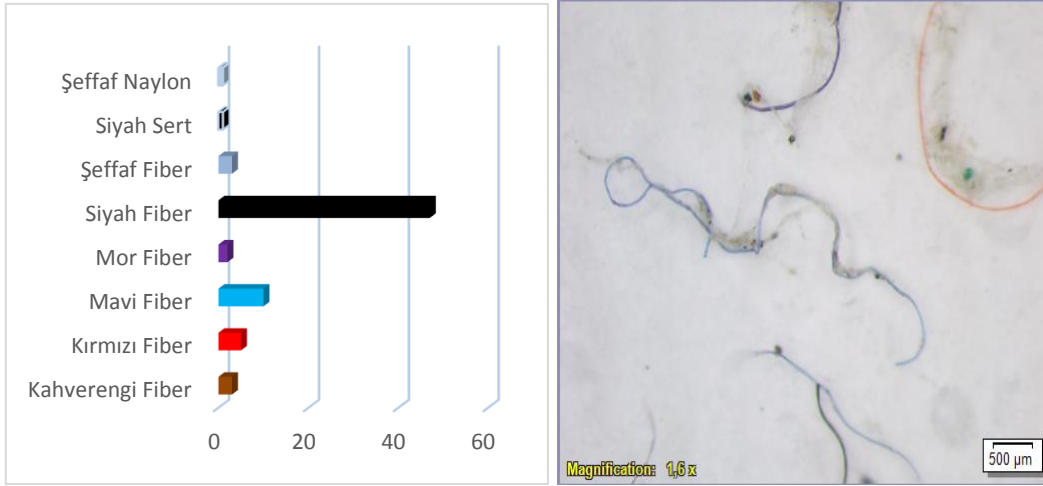 Şeffaf Naylon
Siyah Sert
Şeffaf Fiber
Siyah Fiber
Mor Fiber
Mavi Fiber
Kırmızı Fiber
Kahverengi Fiber
0 20 40 60
Magnification: 1,6 x
500 µm